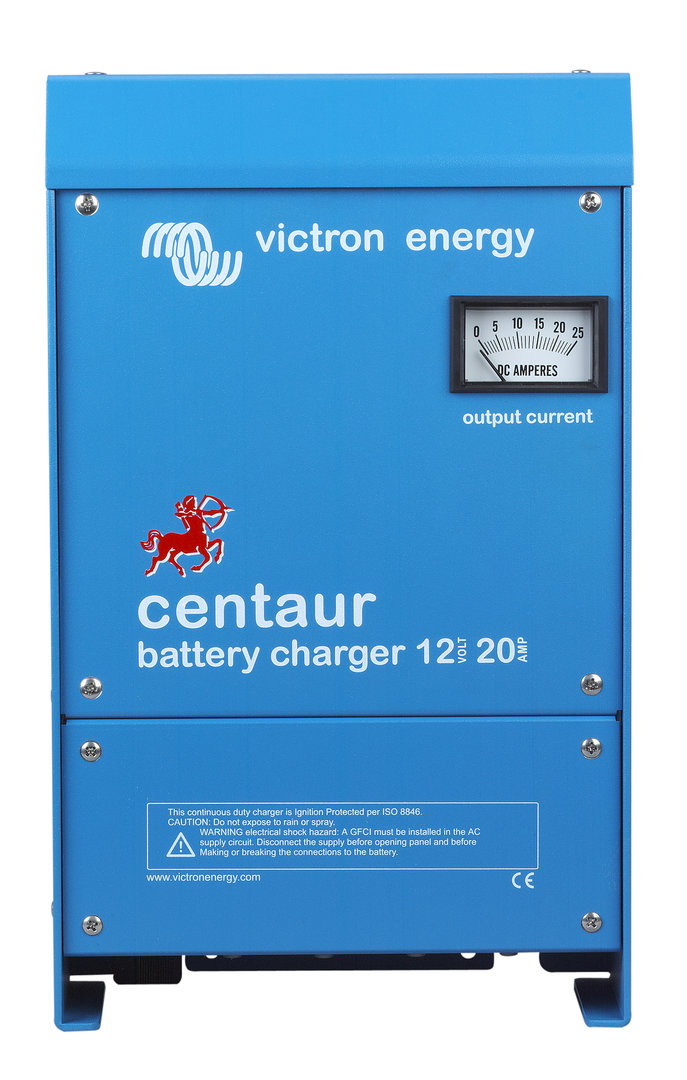 victron energy
0 5 10 15 20 25
DC AMPERES
output current
centaur
battery charger 12 VOLT 20 AMP
This continuous duty charger is Ignition Protected per ISO 8846.
CAUTION: Do not expose to rain or spray.
WARNING electrical shock hazard: A GFCI must be installed in the AC
supply circuit. Disconnect the supply before opening panel and before
Making or breaking the connections to the battery.
www.victronenergy.com
CE